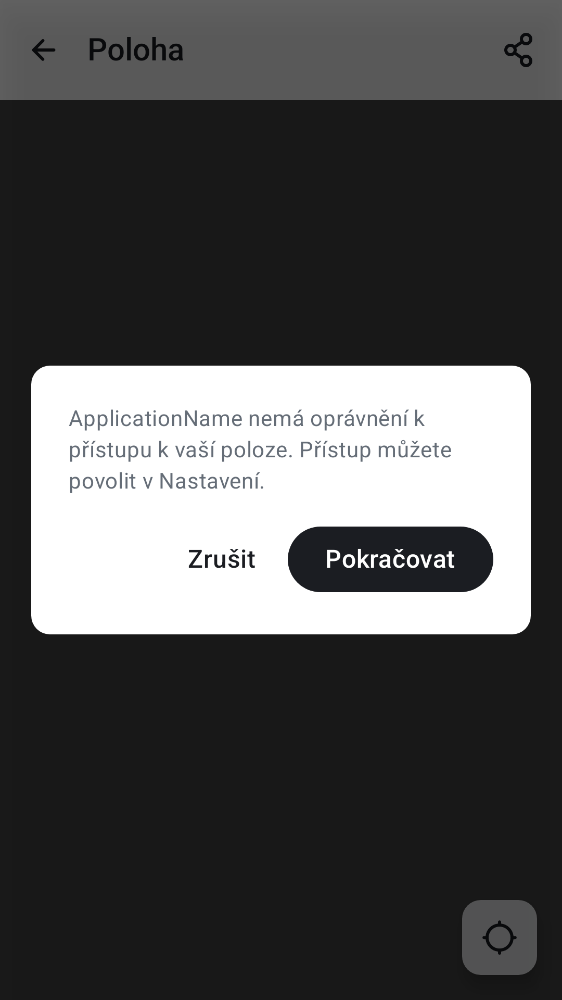 Poloha
ApplicationName nemá oprávnění k
přístupu k vaší poloze. Přístup můžete
povolit v Nastavení.
Zrušit
Pokračovat